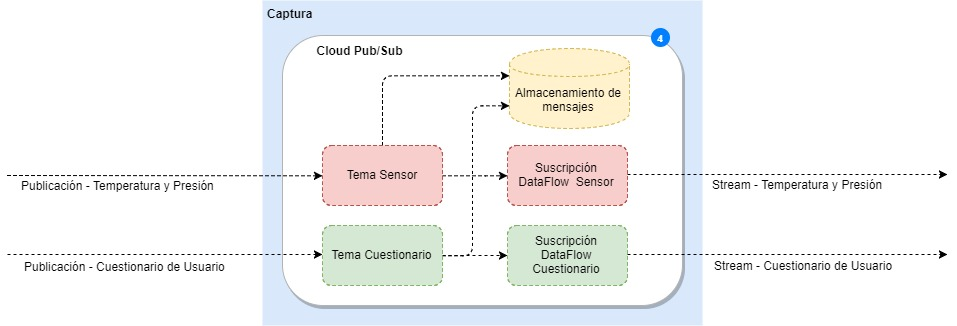 Captura
Cloud Pub/Sub
4
Almacenamiento de
mensajes
Tema Sensor
Suscripción
DataFlow Sensor
Publicación - Temperatura y Presión
Stream - Temperatura y Presión
Tema Cuestionario
Suscripción
DataFlow
Cuestionario
Publicación - Cuestionario de Usuario
Stream - Cuestionario de Usuario